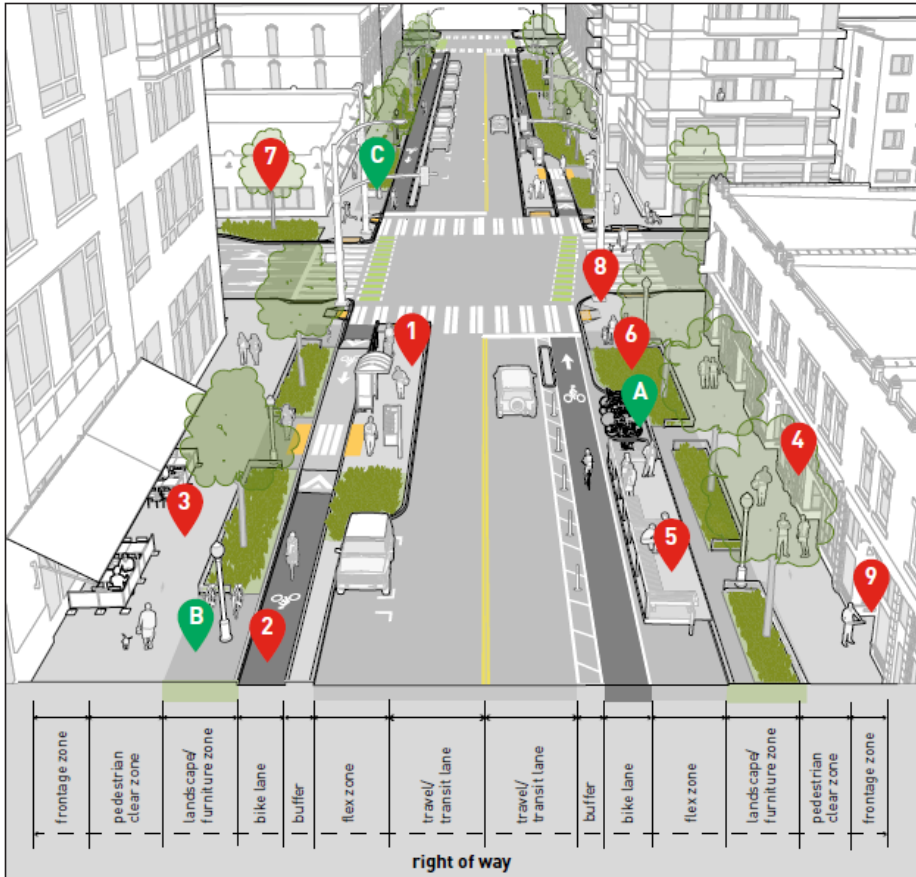 7
C
8
1
6
A
4
3
5
9
B
2
frontage zone
pedestrian
clear zone
landscape/
furniture zone
bike lane
buffer
flex zone
travel/
transit lane
travel/
transit lane
buffer
bike lane
flex zone
landscape/
furniture zone
pedestrian
clear zone
frontage zone
right of way